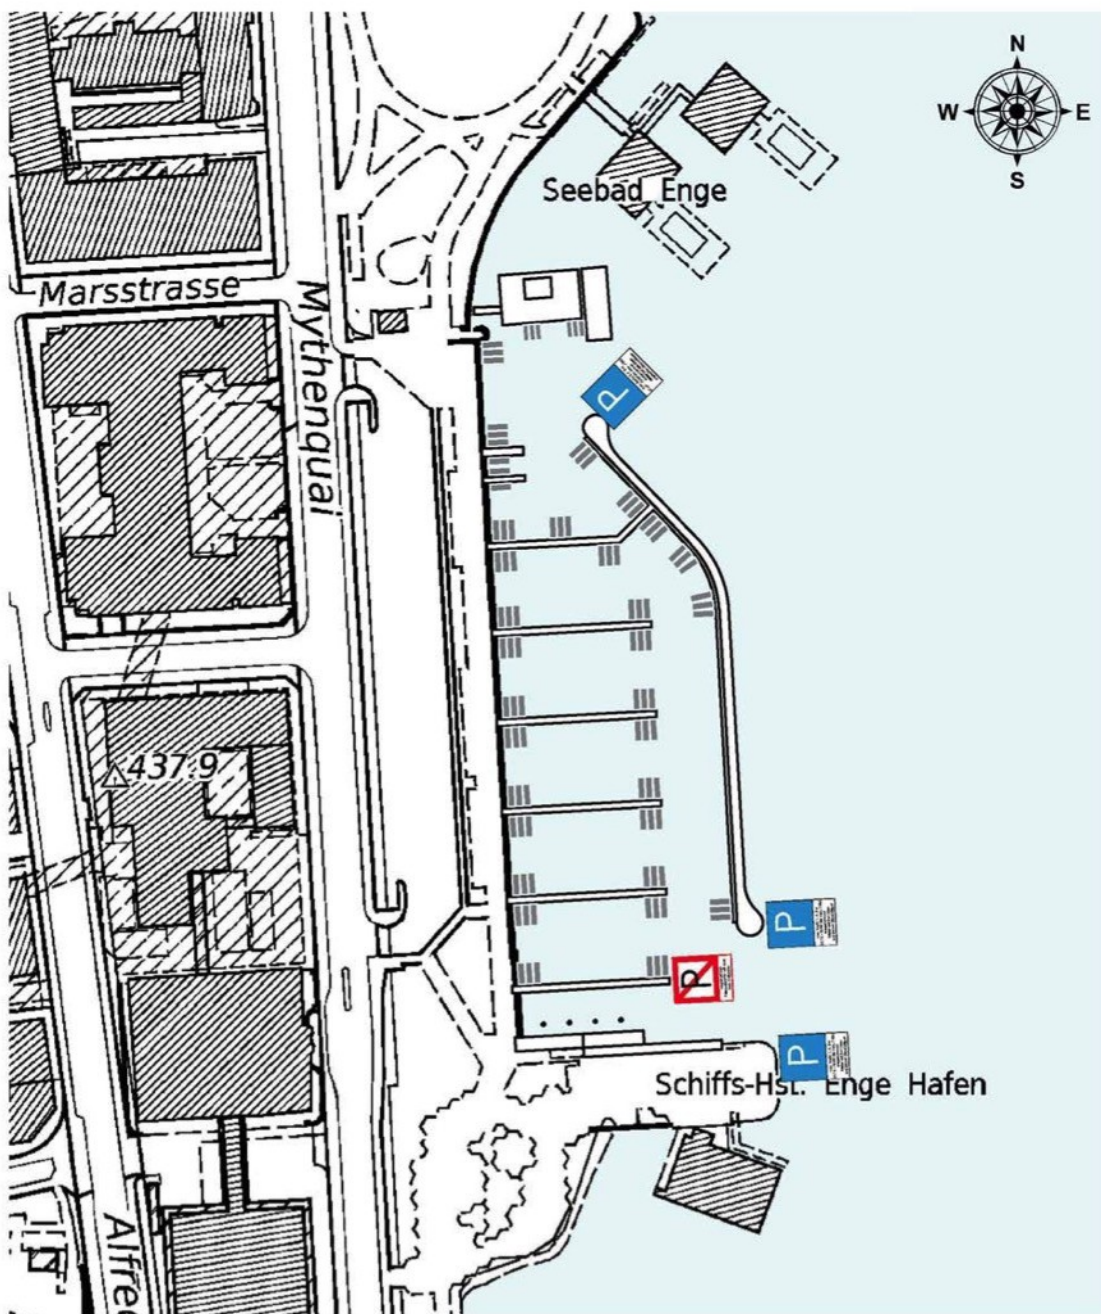 N
W E
S
Seebad Enge
Marsstrasse
Mythenquai
P
437.9
P
P
P
Schiffs-Hst. Enge Hafen
Alfre